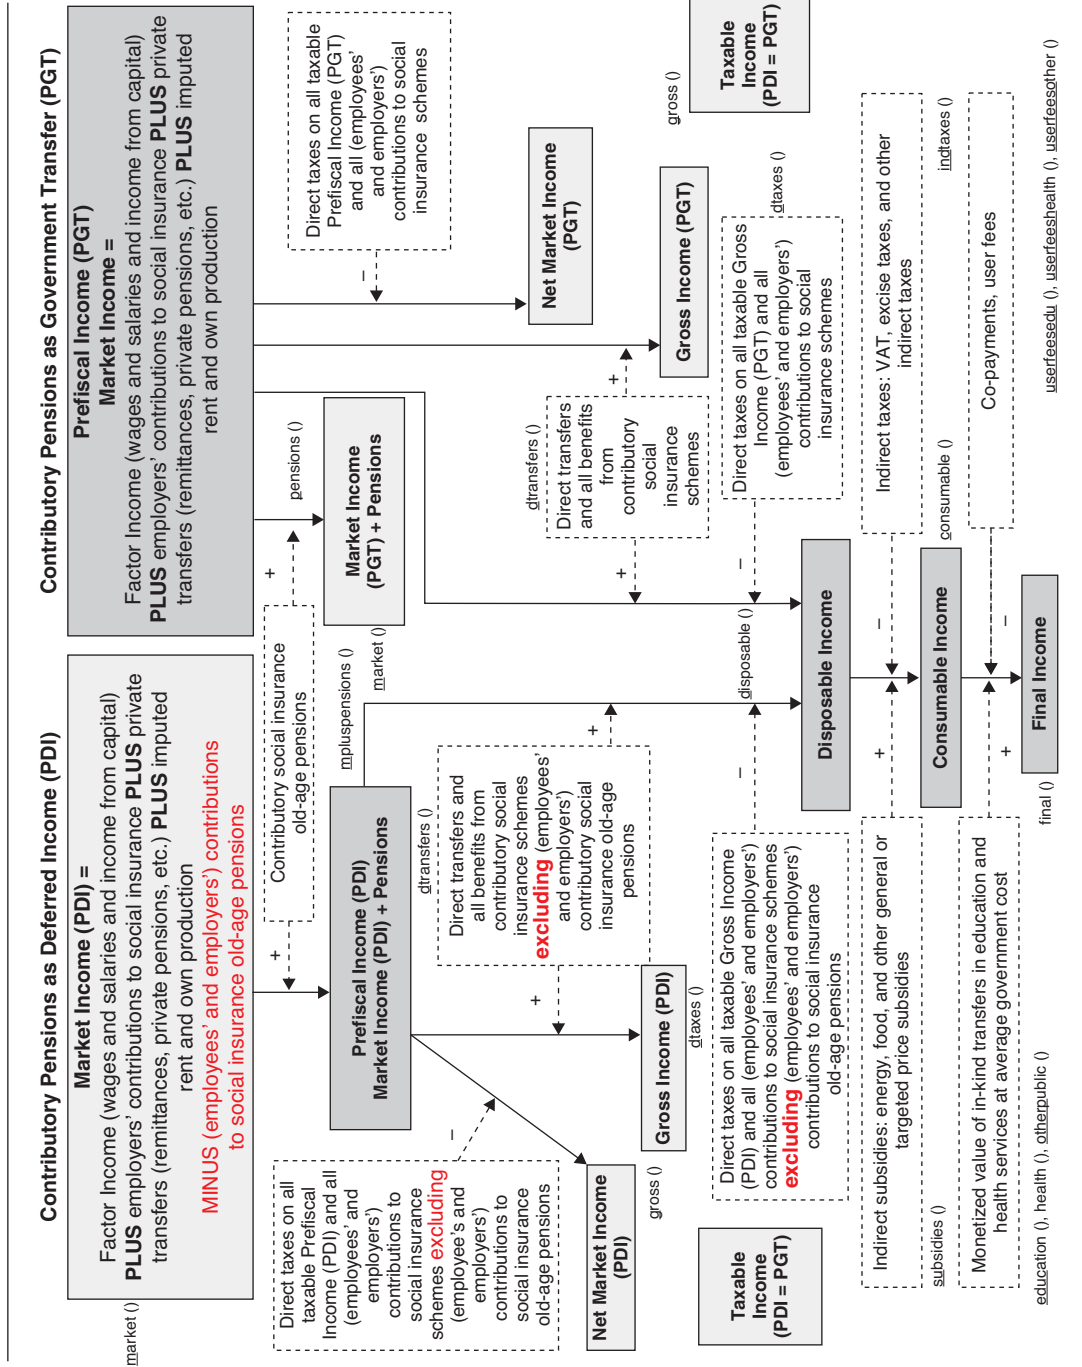 Contributory Pensions as Deferred Income (PDI)
Contributory Pensions as Government Transfer (PGT)
market ()
Market Income (PDI) =
Factor Income (wages and salaries and income from capital)
PLUS employers' contributions to social insurance PLUS private
transfers (remittances, private pensions, etc.) PLUS imputed
rent and own production
MINUS (employees' and employers') contributions
to social insurance old-age pensions
Prefiscal Income (PGT)
Market Income =
Factor Income (wages and salaries and income from capital)
PLUS employers' contributions to social insurance PLUS private
transfers (remittances, private pensions, etc.) PLUS imputed
rent and own production
Contributory social insurance
old-age pensions
+
+
pensions ()
Direct taxes on all taxable
Prefiscal Income (PGT)
and all (employees'
and employers')
contributions to social
insurance schemes
–
Direct taxes on all
taxable Prefiscal
Income (PDI) and all
(employees' and
employers')
contributions to
social insurance
schemes excluding
(employee's and
employers')
contributions to
social insurance
old-age pensions
–
Prefiscal Income (PDI)
Market Income (PDI) + Pensions
mpluspensions ()
market ()
Market Income
(PGT) + Pensions
Net Market Income
(PGT)
dtransfers ()
Direct transfers and
all benefits from
contributory social
insurance schemes
excluding (employees'
and employers')
contributory social
insurance old-age
pensions
+
+
dtransfers ()
Direct transfers
and all benefits
from
contributory
social
insurance
schemes
+
+
Net Market Income
(PDI)
gross ()
Gross Income (PDI)
dtaxes ()
Gross Income (PGT)
gross ()
Taxable
Income
(PDI = PGT)
Taxable
Income
(PDI = PGT)
Direct taxes on all taxable Gross Income
(PDI) and all (employees' and employers')
contributions to social insurance schemes
excluding (employees' and employers')
contributions to social insurance
old-age pensions
–
disposable ()
–
Direct taxes on all taxable Gross
Income (PGT) and all
(employees' and employers')
contributions to social
insurance schemes
dtaxes ()
Disposable Income
Indirect subsidies: energy, food, and other general or
targeted price subsidies
subsidies ()
+
–
Indirect taxes: VAT, excise taxes, and other
indirect taxes
indtaxes ()
Consumable Income
consumable ()
Monetized value of in-kind transfers in education and
health services at average government cost
education (), health (), otherpublic ()
+
–
Co-payments, user fees
userfeesedu (), userfeeshealth (), userfeesother ()
final ()
Final Income